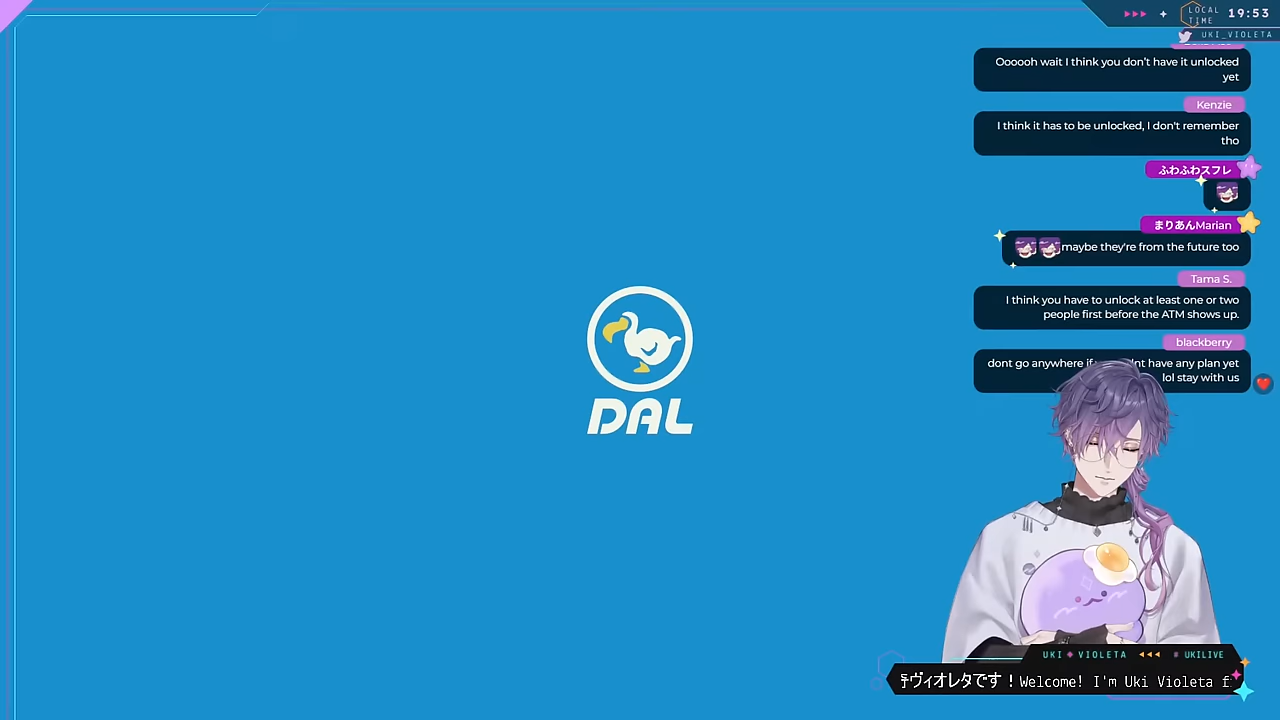 LOCAL
TIME
19:53
UKI_VIOLETA
Oooooh wait I think you don't have it unlocked
yet
Kenzie
I think it has to be unlocked, I don't remember
tho
ふわふわスフレ
まりあんMarian
maybe they're from the future too
Tama S.
I think you have to unlock at least one or two
people first before the ATM shows up.
blackberry
dont go anywhere if have any plan yet
lol stay with us
DAL
UKI VIOLETA
UKILIVE
ヴィオレタです！Welcome! I'm Uki Violeta f